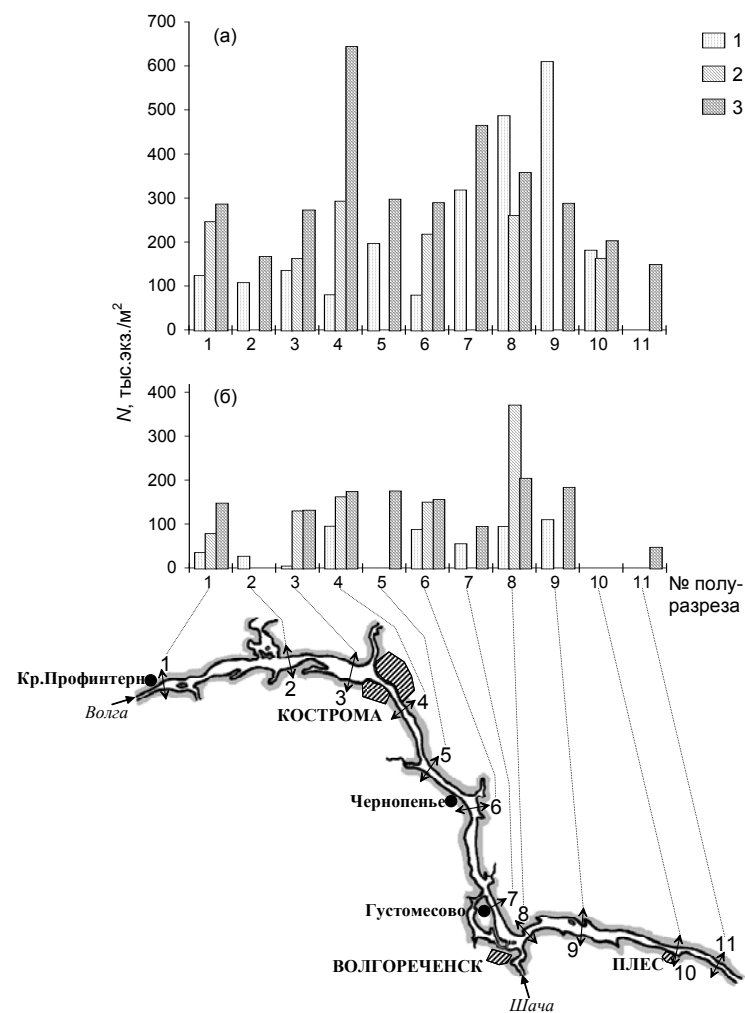 (а)
1
2
3
700
600
500
400
300
200
100
0
1 2 3 4 5 6 7 8 9 10 11
N, тыс.экз./м²
(б)
400
300
200
100
0
1 2 3 4 5 6 7 8 9 10 11
№ полу-
разреза
Кр.Профинтерн
1
Волга
2
3
КОСТРОМА
4
5
Чернопенье
6
Густомесово
7
8
9
ВОЛГОРЕЧЕНСК
ПЛЕС
10
11
Шача